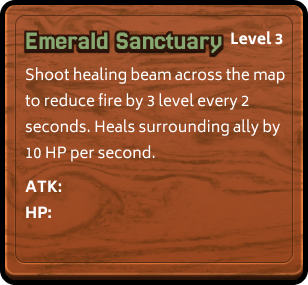 Emerald Sanctuary Level 3
Shoot healing beam across the map
to reduce fire by 3 level every 2
seconds. Heals surrounding ally by
10 HP per second.
ATK:
HP: